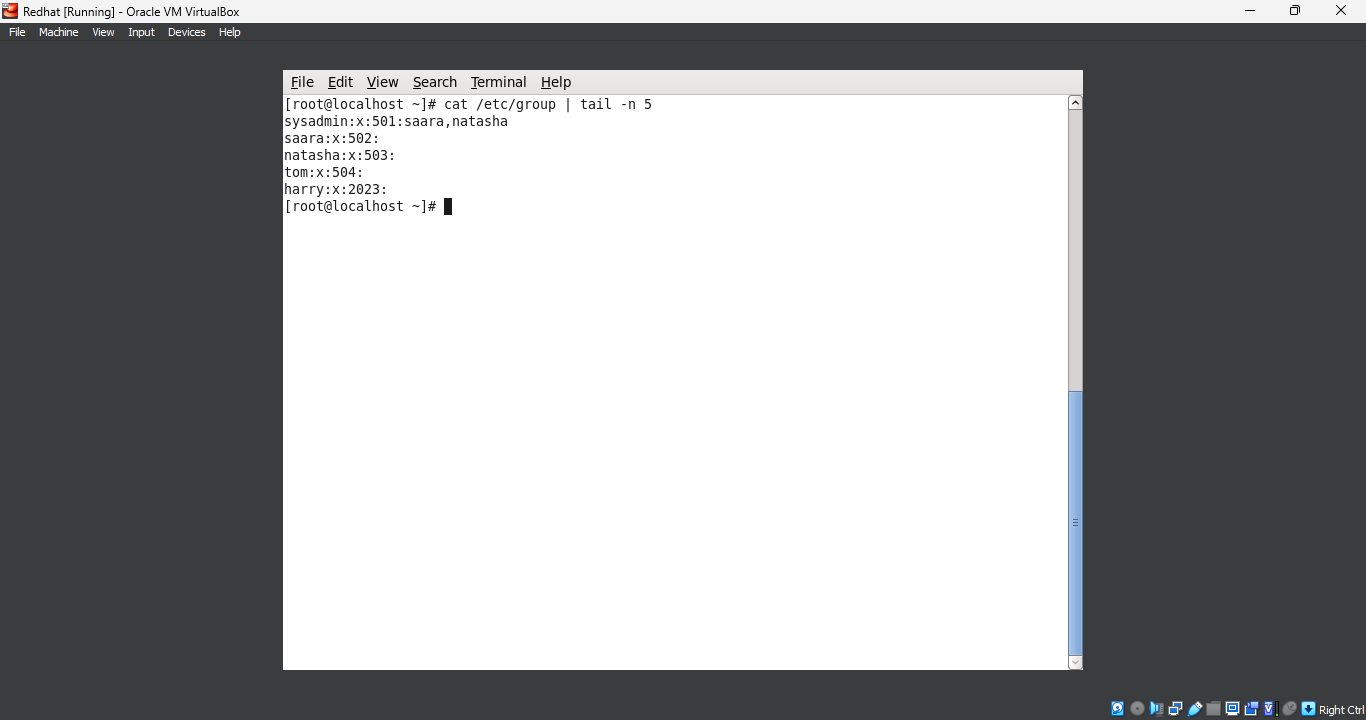 Redhat [Running] - Oracle VM VirtualBox
File Machine View Input Devices Help
File Edit View Search Terminal Help
[root@localhost ~]# cat /etc/group | tail -n 5
sysadmin:x:501:saara,natasha
saara:x:502:
natasha:x:503:
tom:x:504:
harry:x:2023:
[root@localhost ~]#
Right Ctrl